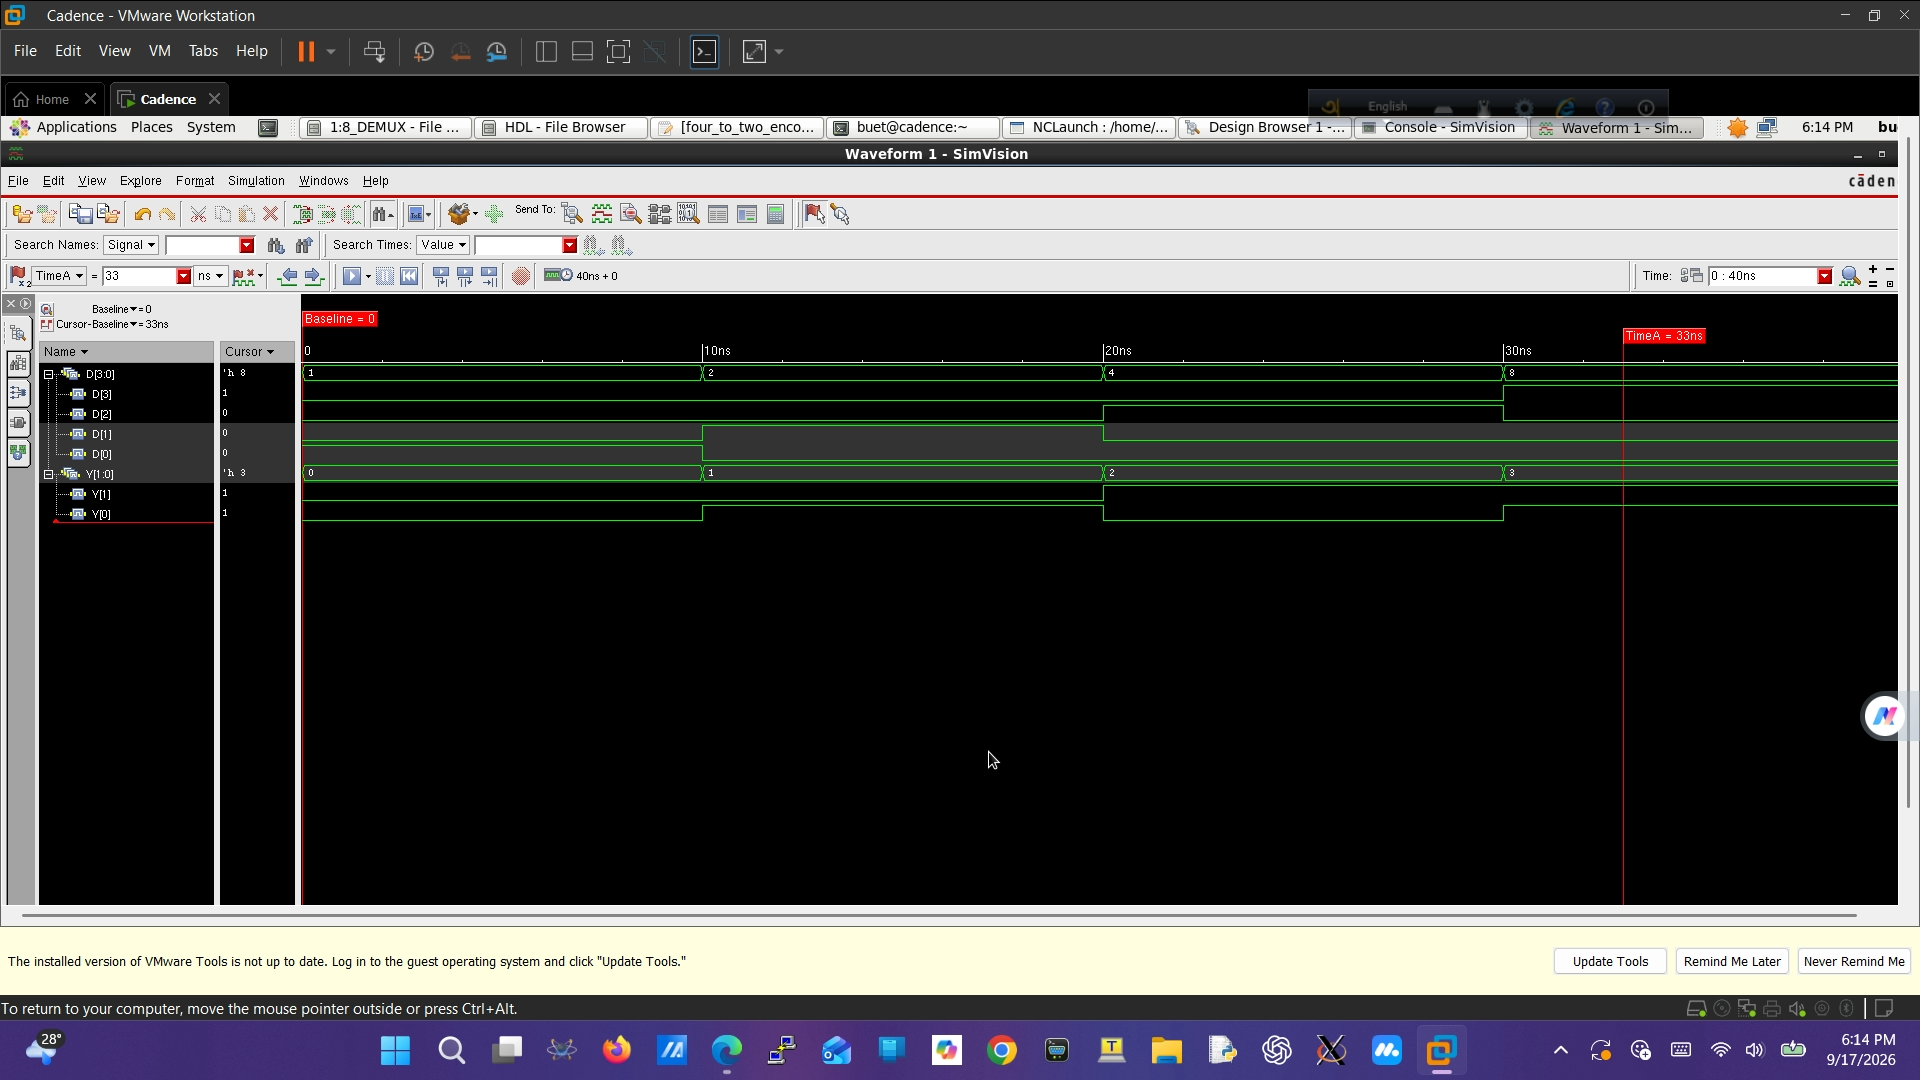 Cadence - VMware Workstation
File Edit View VM Tabs Help
Home Cadence
English
Applications Places System 1:8_DEMUX - File ... HDL - File Browser [four_to_two_enco... buet@cadence:~ NCLaunch : /home/... Design Browser 1 -... Console - SimVision Waveform 1 - Sim... 6:14 PM bu
Waveform 1 - SimVision
File Edit View Explore Format Simulation Windows Help
cāden
Send To:
Search Names: Signal Search Times: Value
TimeA = 33 ns 40ns + 0 Time: 0 : 40ns
Baseline = 0
Cursor-Baseline = 33ns
Baseline = 0
TimeA = 33ns
Name Cursor 0 10ns 20ns 30ns
D[3:0] 'h 8 1 2 4 8
D[3] 1
D[2] 0
D[1] 0
D[0] 0
Y[1:0] 'h 3 0 1 2 3
Y[1] 1
Y[0] 1
The installed version of VMware Tools is not up to date. Log in to the guest operating system and click "Update Tools."
Update Tools Remind Me Later Never Remind Me
To return to your computer, move the mouse pointer outside or press Ctrl+Alt.
28°
6:14 PM
9/17/2026